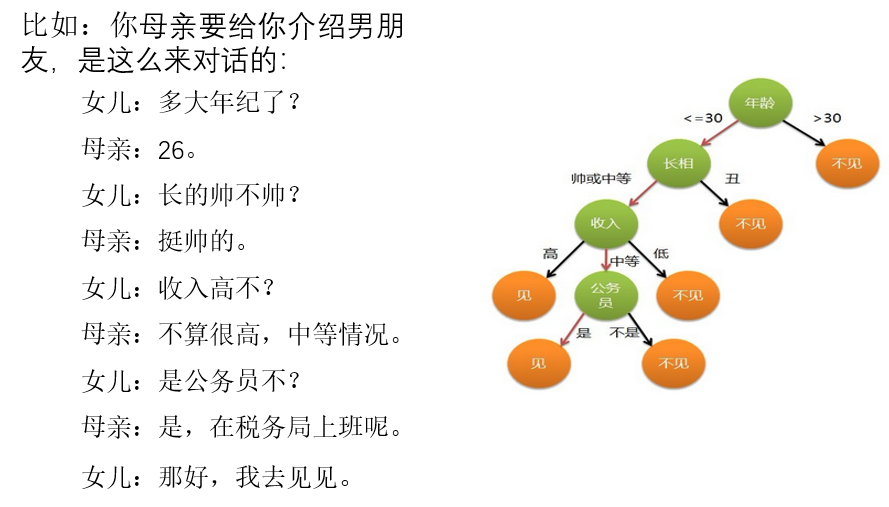 比如：你母亲要给你介绍男朋
友，是这么来对话的：
女儿：多大年纪了？
母亲：26。
女儿：长的帅不帅？
母亲：挺帅的。
女儿：收入高不？
母亲：不算很高，中等情况。
女儿：是公务员不？
母亲：是，在税务局上班呢。
女儿：那好，我去见见。
年龄
<=30
>30
长相
不见
帅或中等
丑
收入
不见
高
中等
低
见
公务
员
不见
是
不是
见
不见